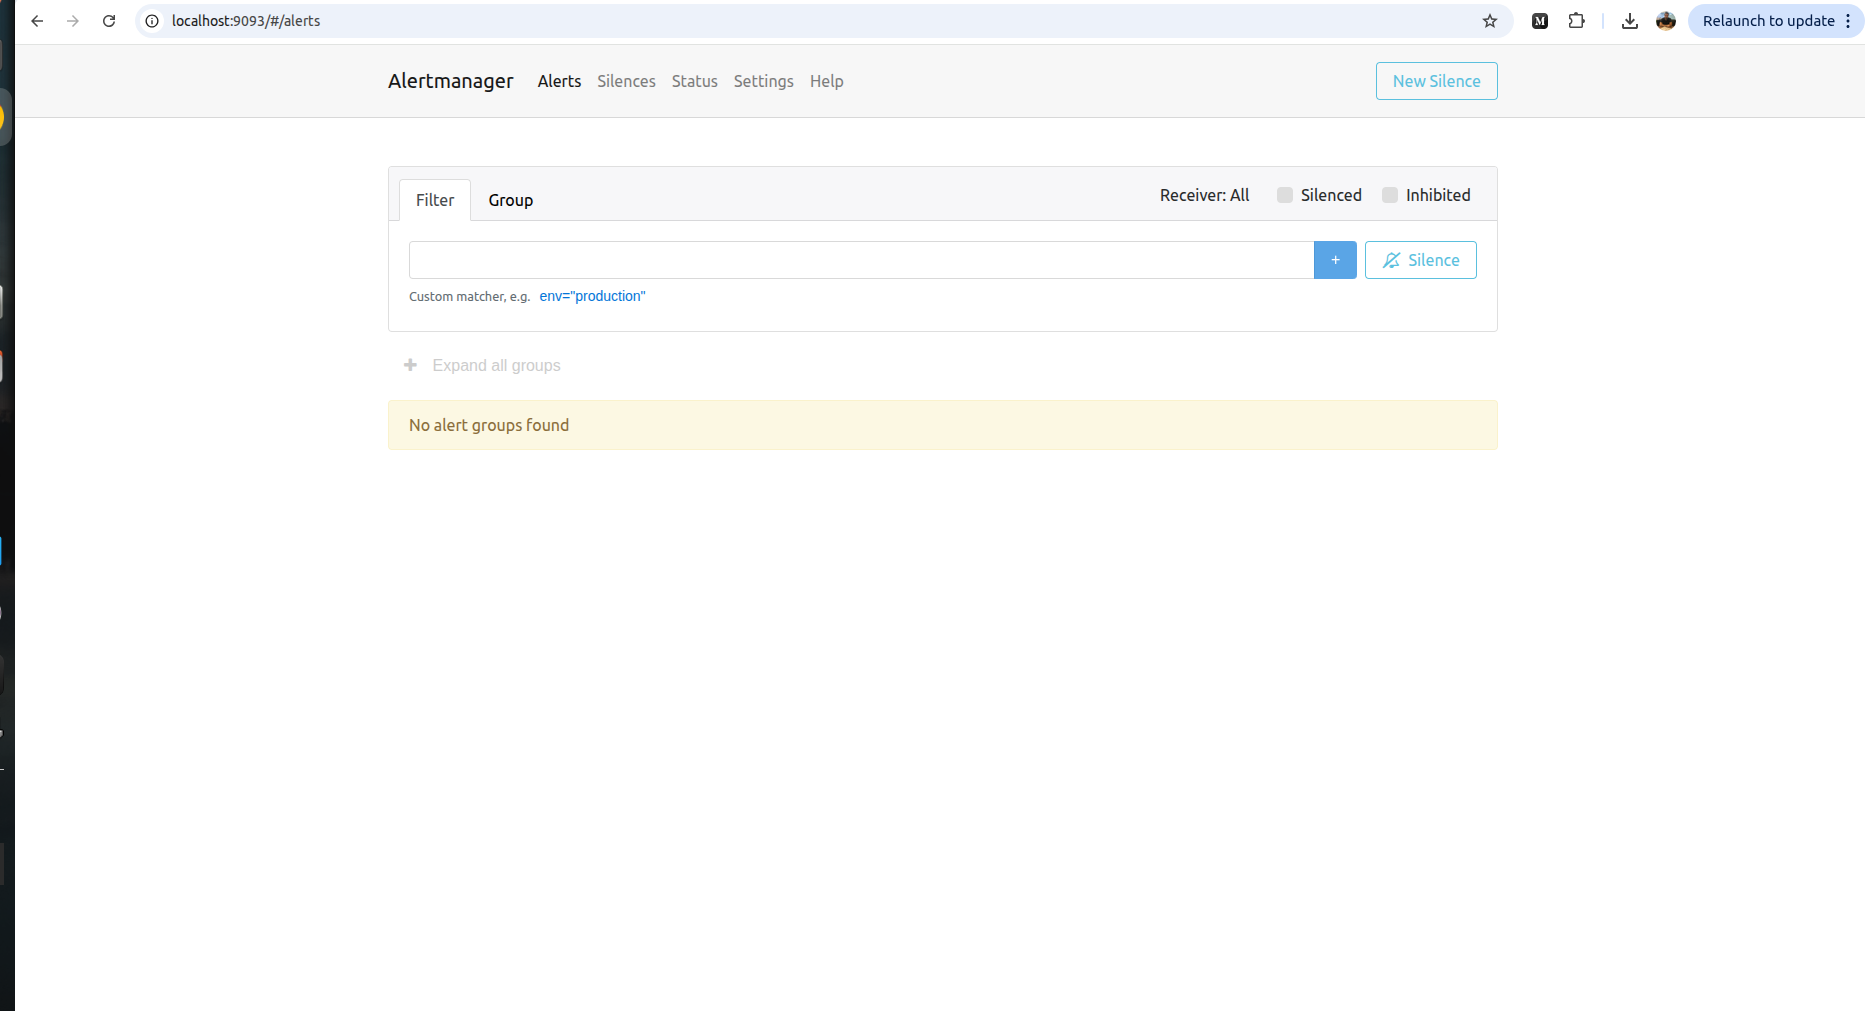 localhost:9093/#/alerts
M
Relaunch to update
Alertmanager Alerts Silences Status Settings Help New Silence
Filter Group Receiver: All Silenced Inhibited
+ Silence
Custom matcher, e.g. env="production"
+ Expand all groups
No alert groups found